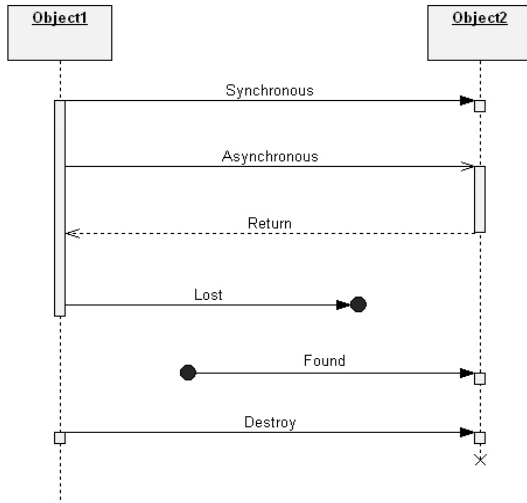 Object1
Object2
Synchronous
Asynchronous
Return
Lost
Found
Destroy